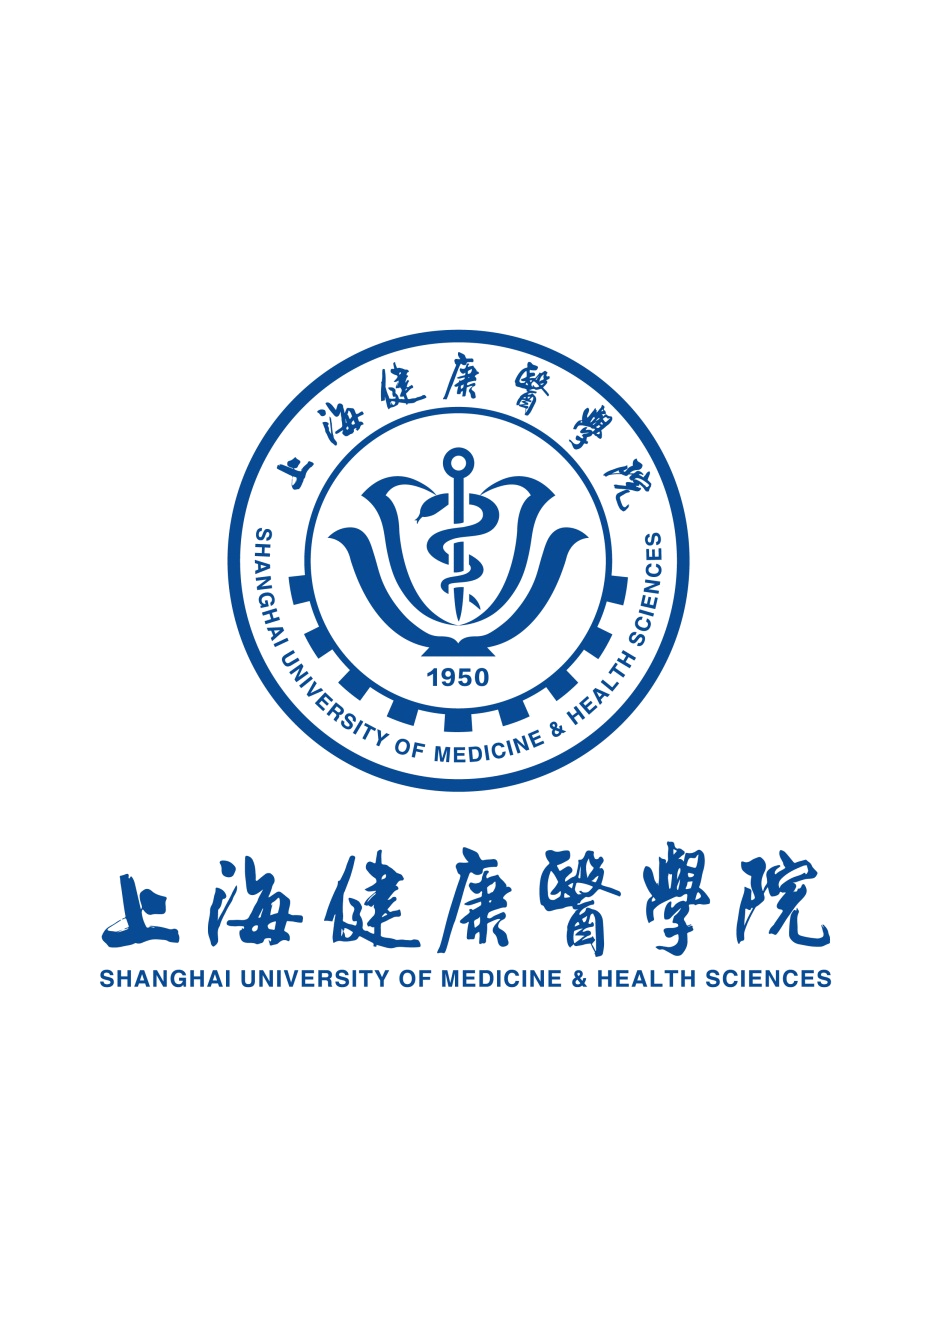 上海健康醫學院
SHANGHAI UNIVERSITY OF MEDICINE & HEALTH SCIENCES
1950
上海健康醫學院
SHANGHAI UNIVERSITY OF MEDICINE & HEALTH SCIENCES